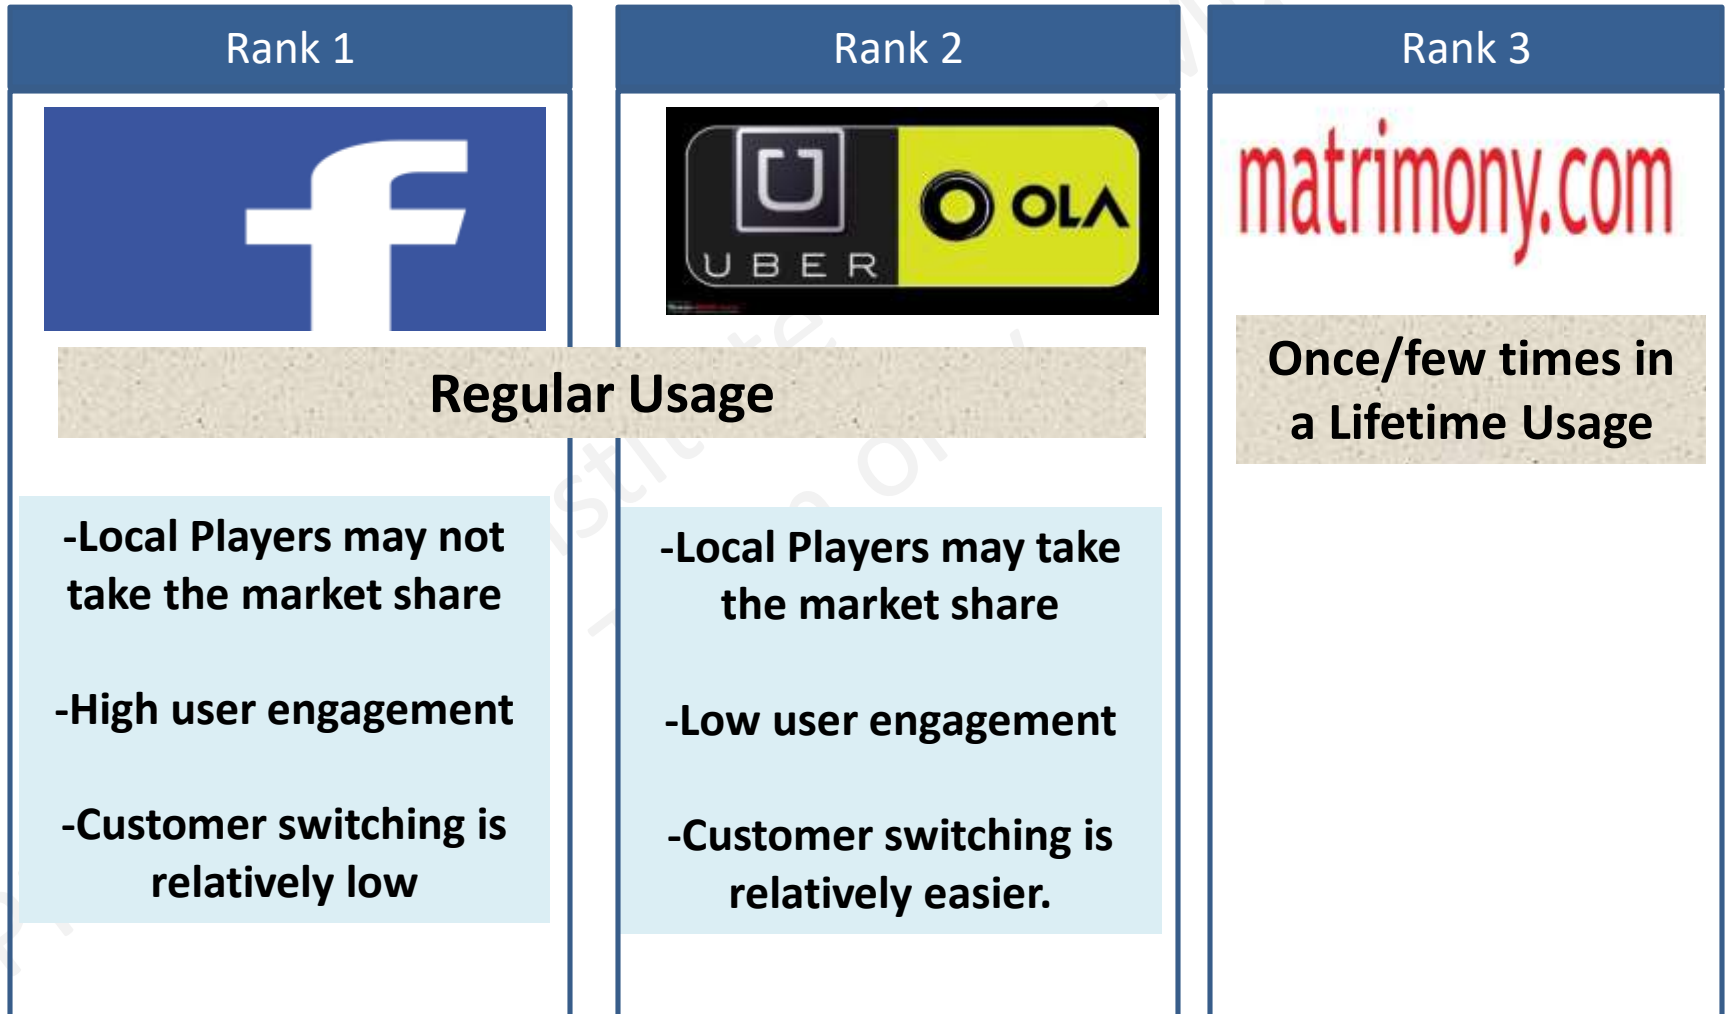 Rank 1
Rank 2
Rank 3
UBER
OLA
matrimony.com
Regular Usage
Once/few times in
a Lifetime Usage
-Local Players may not
take the market share
-High user engagement
-Customer switching is
relatively low
-Local Players may take
the market share
-Low user engagement
-Customer switching is
relatively easier.